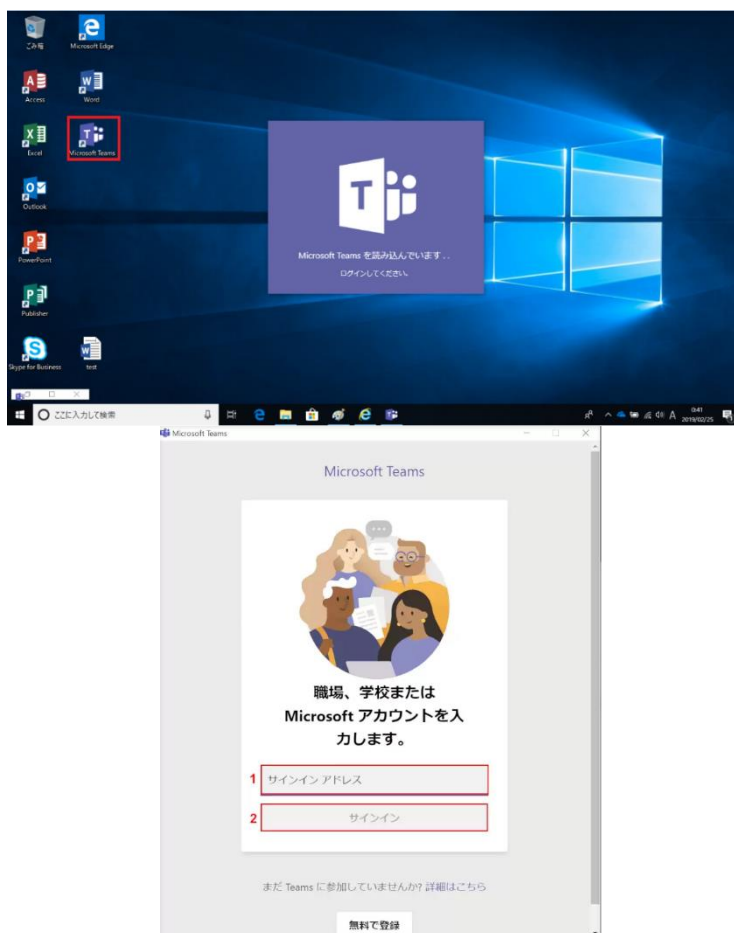 ごみ箱
Microsoft Edge
Access
Word
Excel
Microsoft Teams
Outlook
PowerPoint
Publisher
Skype for Business
test
Microsoft Teams を読み込んでいます . .
ログインしてください。
ここに入力して検索
A
0:41
2019/02/25
Microsoft Teams
Microsoft Teams
職場、学校または
Microsoft アカウントを入
力します。
1 サインイン アドレス
2 サインイン
まだ Teams に参加していませんか? 詳細はこちら
無料で登録